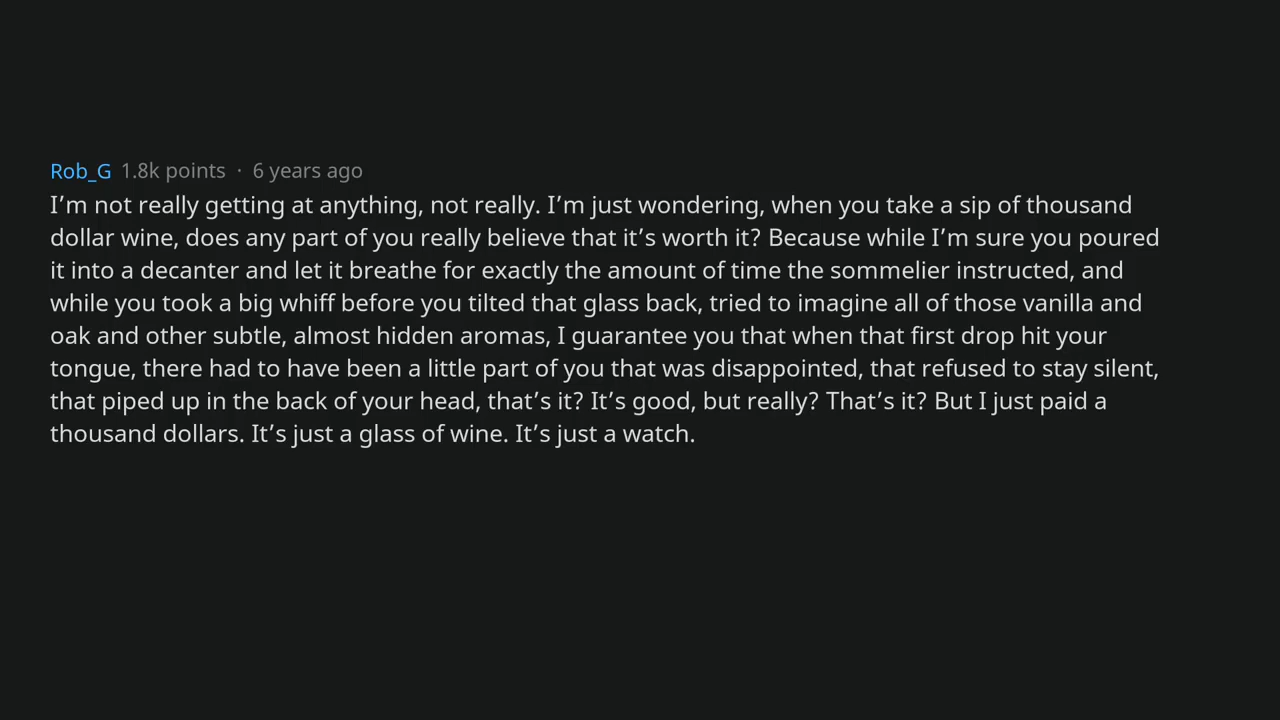 Rob_G 1.8k points · 6 years ago
I’m not really getting at anything, not really. I’m just wondering, when you take a sip of thousand
dollar wine, does any part of you really believe that it’s worth it? Because while I’m sure you poured
it into a decanter and let it breathe for exactly the amount of time the sommelier instructed, and
while you took a big whiff before you tilted that glass back, tried to imagine all of those vanilla and
oak and other subtle, almost hidden aromas, I guarantee you that when that first drop hit your
tongue, there had to have been a little part of you that was disappointed, that refused to stay silent,
that piped up in the back of your head, that’s it? It’s good, but really? That’s it? But I just paid a
thousand dollars. It’s just a glass of wine. It’s just a watch.